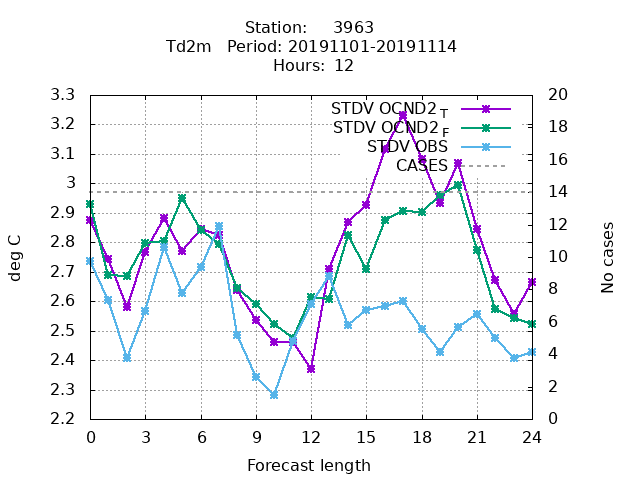 Station: 3963
Td2m Period: 20191101-20191114
Hours: 12
3.3
3.2
3.1
3
2.9
2.8
2.7
2.6
2.5
2.4
2.3
2.2
20
18
16
14
12
10
8
6
4
2
0
deg C
No cases
STDV OCND2 T
STDV OCND2 F
STDV OBS
CASES
0 3 6 9 12 15 18 21 24
Forecast length